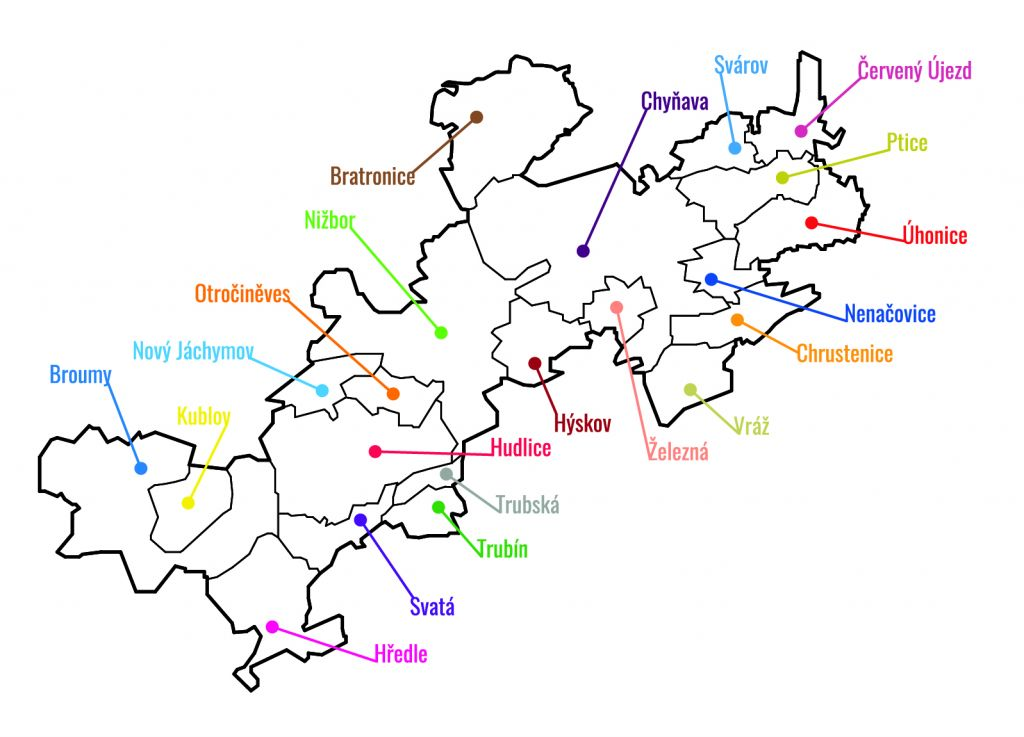 Svárov
Červený Újezd
Chyňava
Ptice
Bratronice
Nižbor
Úhonice
Otročiněves
Nenačovice
Nový Jáchymov
Chrustenice
Broumy
Kublov
Hýskov
Vráž
Hudlice
Železná
Trubská
Trubín
Svatá
Hředle